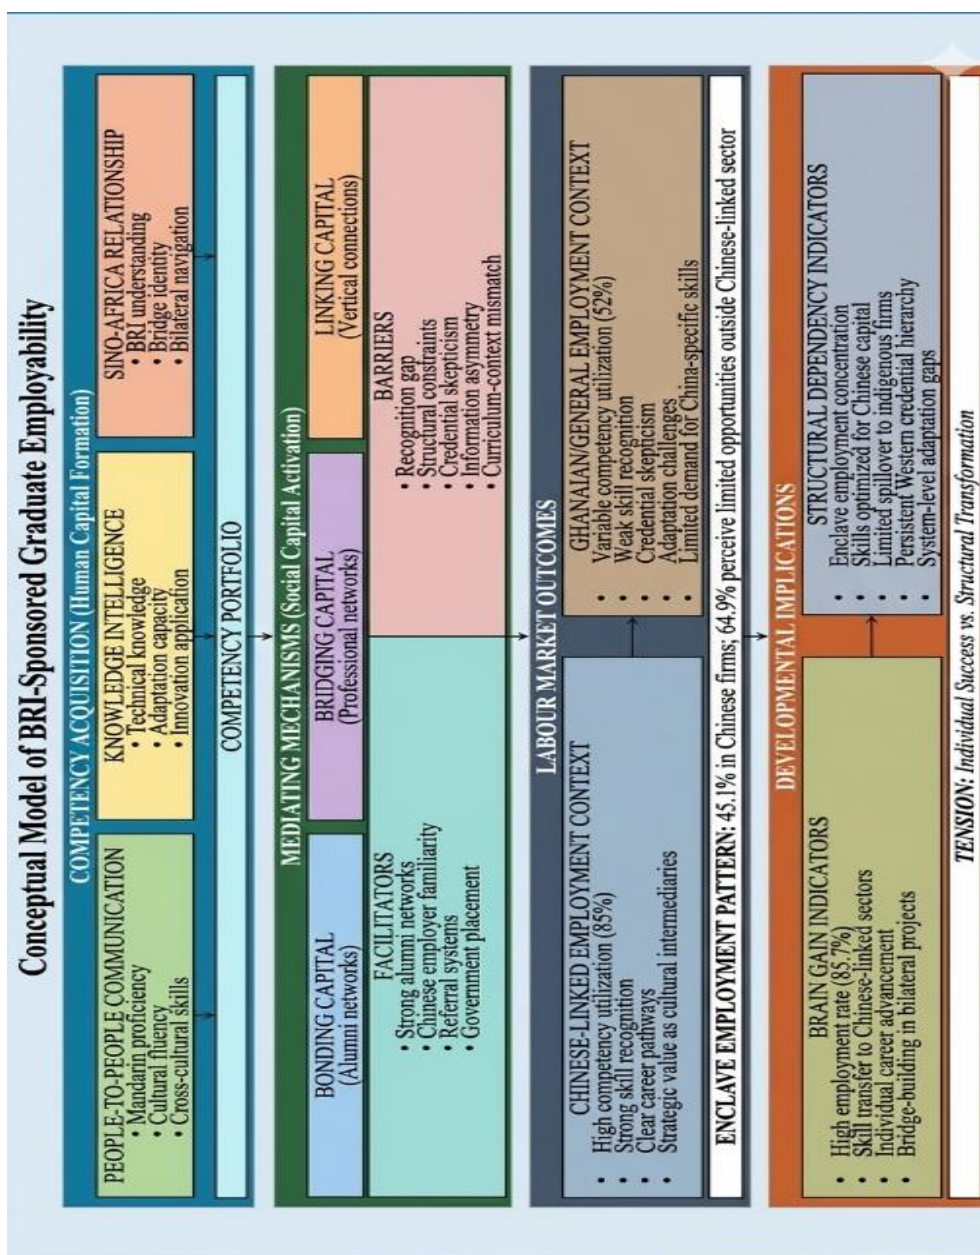 Conceptual Model of BRI-Sponsored Graduate Employability
COMPETENCY ACQUISITION (Human Capital Formation)
PEOPLE-TO-PEOPLE COMMUNICATION
• Mandarin proficiency
• Cultural fluency
• Cross-cultural skills
KNOWLEDGE INTELLIGENCE
• Technical knowledge
• Adaptation capacity
• Innovation application
SINO-AFRICA RELATIONSHIP
• BRI understanding
• Bridge identity
• Bilateral navigation
COMPETENCY PORTFOLIO
MEDIATING MECHANISMS (Social Capital Activation)
BONDING CAPITAL
(Alumni networks)
BRIDGING CAPITAL
(Professional networks)
LINKING CAPITAL
(Vertical connections)
FACILITATORS
• Strong alumni networks
• Chinese employer familiarity
• Referral systems
• Government placement
BARRIERS
• Recognition gap
• Structural constraints
• Credential skepticism
• Information asymmetry
• Curriculum-context mismatch
LABOUR MARKET OUTCOMES
CHINESE-LINKED EMPLOYMENT CONTEXT
• High competency utilization (85%)
• Strong skill recognition
• Clear career pathways
• Strategic value as cultural intermediaries
GHANAIAN/GENERAL EMPLOYMENT CONTEXT
• Variable competency utilization (52%)
• Weak skill recognition
• Credential skepticism
• Adaptation challenges
• Limited demand for China-specific skills
ENCLAVE EMPLOYMENT PATTERN: 45.1% in Chinese firms; 64.9% perceive limited opportunities outside Chinese-linked sector
DEVELOPMENTAL IMPLICATIONS
BRAIN GAIN INDICATORS
• High employment rate (85.7%)
• Skill transfer to Chinese-linked sectors
• Individual career advancement
• Bridge-building in bilateral projects
STRUCTURAL DEPENDENCY INDICATORS
• Enclave employment concentration
• Skills optimized for Chinese capital
• Limited spillover to indigenous firms
• Persistent Western credential hierarchy
• System-level adaptation gaps
TENSION: Individual Success vs. Structural Transformation